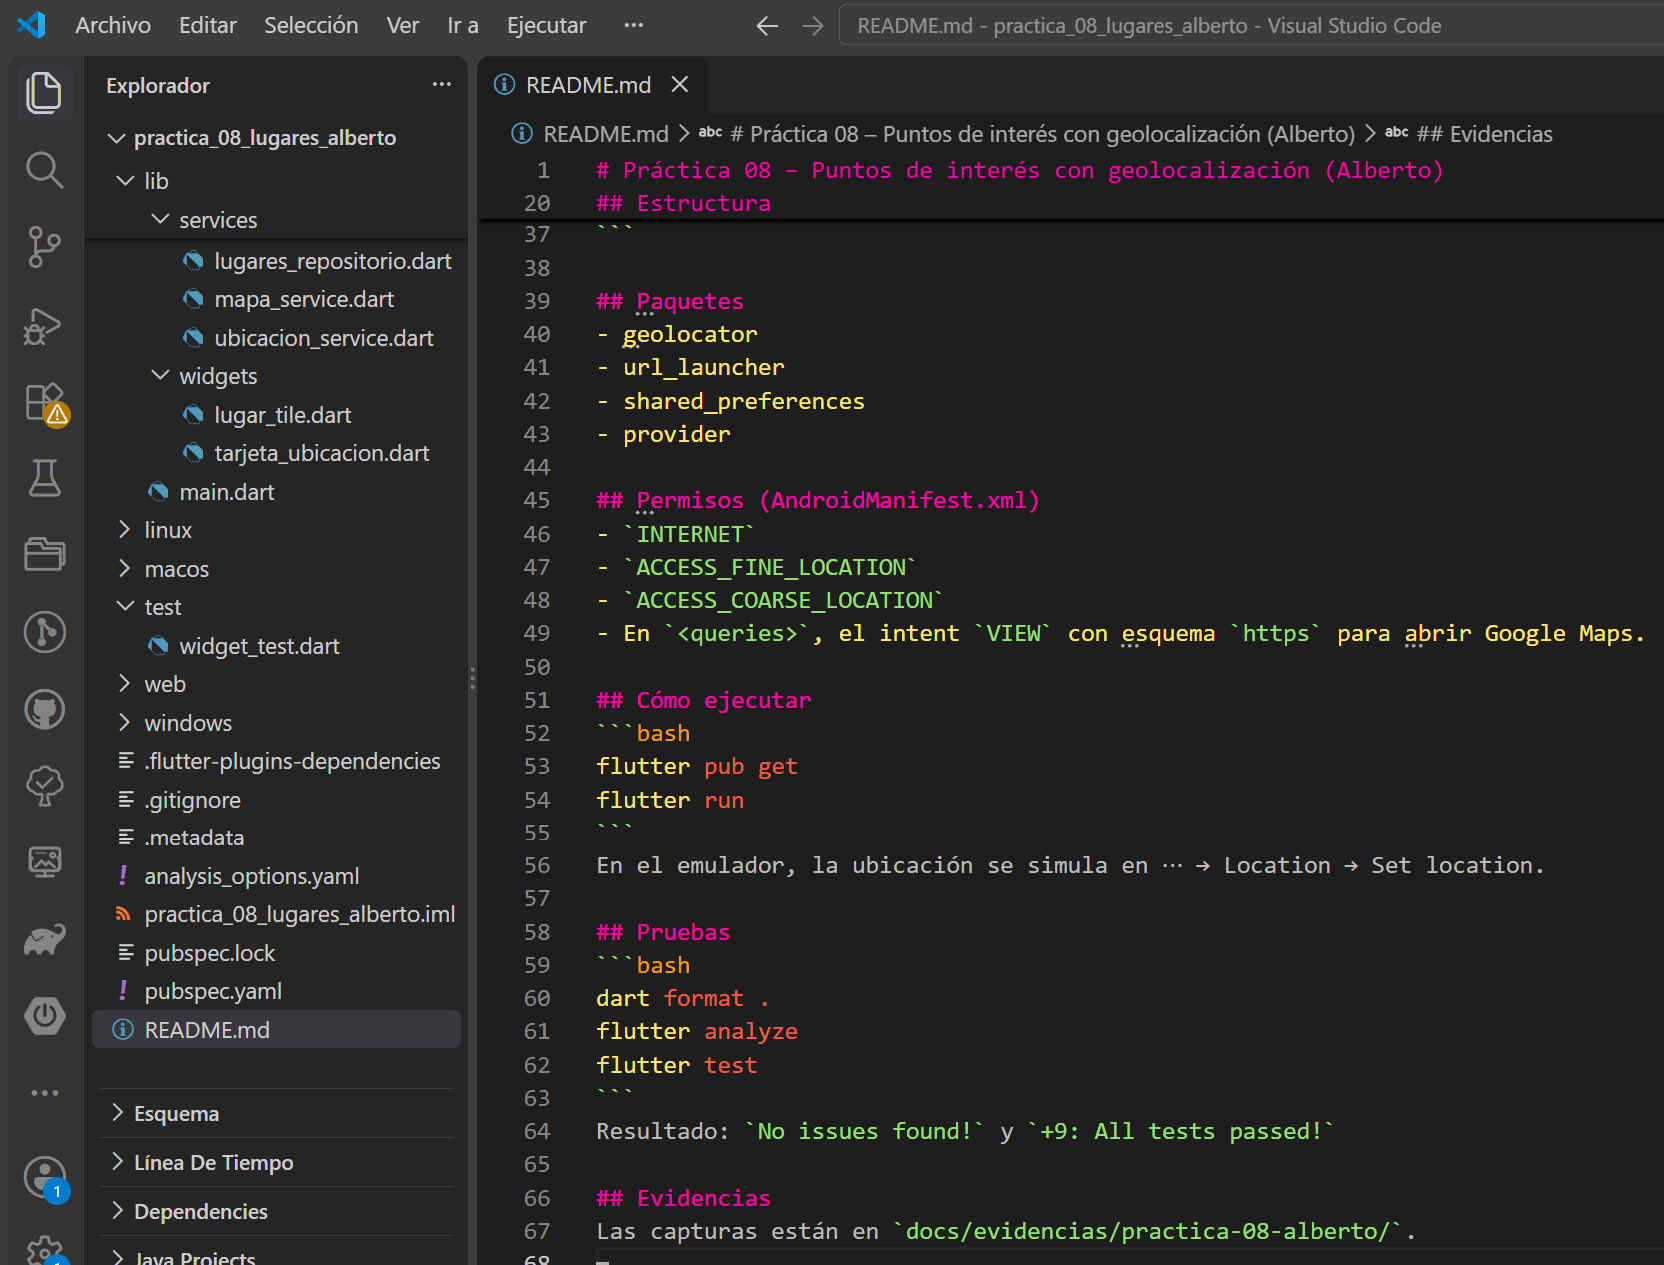 Archivo Editar Selección Ver Ir a Ejecutar ··· README.md - practica_08_lugares_alberto - Visual Studio Code
Explorador ···
practica_08_lugares_alberto
lib
services
lugares_repositorio.dart
mapa_service.dart
ubicacion_service.dart
widgets
lugar_tile.dart
tarjeta_ubicacion.dart
main.dart
linux
macos
test
widget_test.dart
web
windows
.flutter-plugins-dependencies
.gitignore
.metadata
analysis_options.yaml
practica_08_lugares_alberto.iml
pubspec.lock
pubspec.yaml
README.md
Esquema
Línea De Tiempo
Dependencies
Java Projects
1
README.md
README.md > abc # Práctica 08 – Puntos de interés con geolocalización (Alberto) > abc ## Evidencias
1 # Práctica 08 – Puntos de interés con geolocalización (Alberto)
20 ## Estructura
37 ```
38
39 ## Paquetes
40 - geolocator
41 - url_launcher
42 - shared_preferences
43 - provider
44
45 ## Permisos (AndroidManifest.xml)
46 - `INTERNET`
47 - `ACCESS_FINE_LOCATION`
48 - `ACCESS_COARSE_LOCATION`
49 - En `<queries>`, el intent `VIEW` con esquema `https` para abrir Google Maps.
50
51 ## Cómo ejecutar
52 ```bash
53 flutter pub get
54 flutter run
55 ```
56 En el emulador, la ubicación se simula en ⋯ → Location → Set location.
57
58 ## Pruebas
59 ```bash
60 dart format .
61 flutter analyze
62 flutter test
63 ```
64 Resultado: `No issues found!` y `+9: All tests passed!`
65
66 ## Evidencias
67 Las capturas están en `docs/evidencias/practica-08-alberto/`.
68